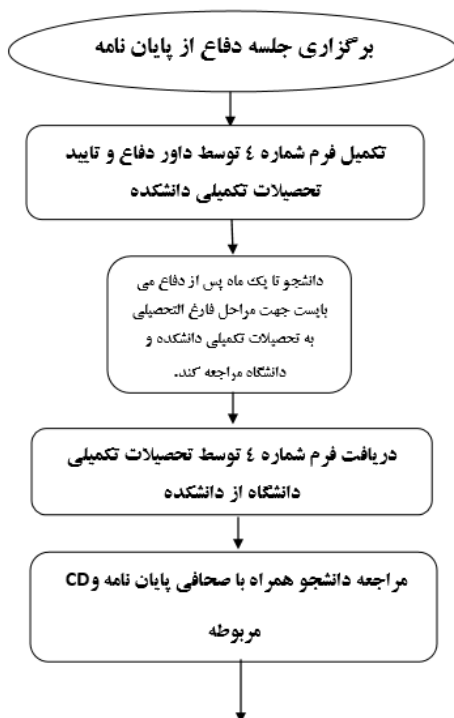 برگزاری جلسه دفاع از پایان نامه
تکمیل فرم شماره ٤ توسط داور دفاع و تایید
تحصیلات تکمیلی دانشکده
دانشجو تا یک ماه پس از دفاع می
بایست جهت مراحل فارغ التحصیلی
به تحصیلات تکمیلی دانشکده و
دانشگاه مراجعه کند.
دریافت فرم شماره ٤ توسط تحصیلات تکمیلی
دانشگاه از دانشکده
مراجعه دانشجو همراه با صحافی پایان نامه وCD
مربوطه